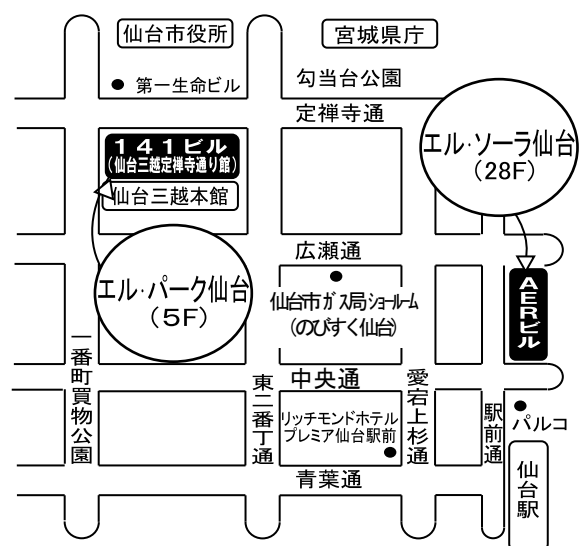 仙台市役所
宮城県庁
第一生命ビル
勾当台公園
定禅寺通
141ビル
(仙台三越定禅寺通り館)
仙台三越本館
エル・ソーラ仙台
(28F)
広瀬通
エル・パーク仙台
(5F)
仙台市ガス局ショールーム
(のびすく仙台)
AERビル
一番町買物公園
東二番丁通
中央通
愛宕上杉通
駅前通
リッチモンドホテル
プレミア仙台駅前
パルコ
青葉通
仙台駅